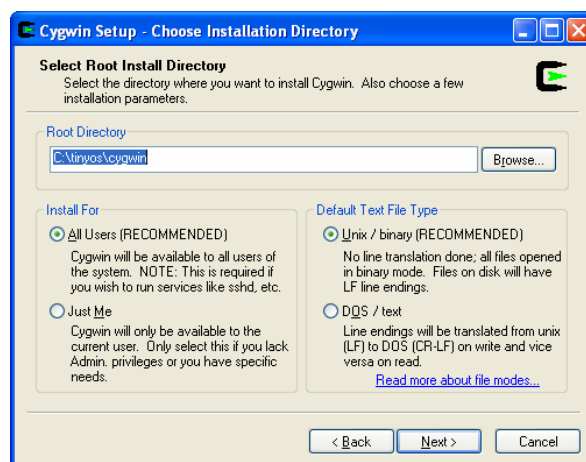 Cygwin Setup - Choose Installation Directory
Select Root Install Directory
Select the directory where you want to install Cygwin. Also choose a few
installation parameters.
Root Directory
C:\tinyos\cygwin
Browse...
Install For
All Users (RECOMMENDED)
Cygwin will be available to all users of
the system. NOTE: This is required if
you wish to run services like sshd, etc.
Just Me
Cygwin will only be available to the
current user. Only select this if you lack
Admin. privileges or you have specific
needs.
Default Text File Type
Unix / binary (RECOMMENDED)
No line translation done; all files opened
in binary mode. Files on disk will have
LF line endings.
DOS / text
Line endings will be translated from unix
(LF) to DOS (CR-LF) on write and vice
versa on read.
Read more about file modes...
< Back
Next >
Cancel